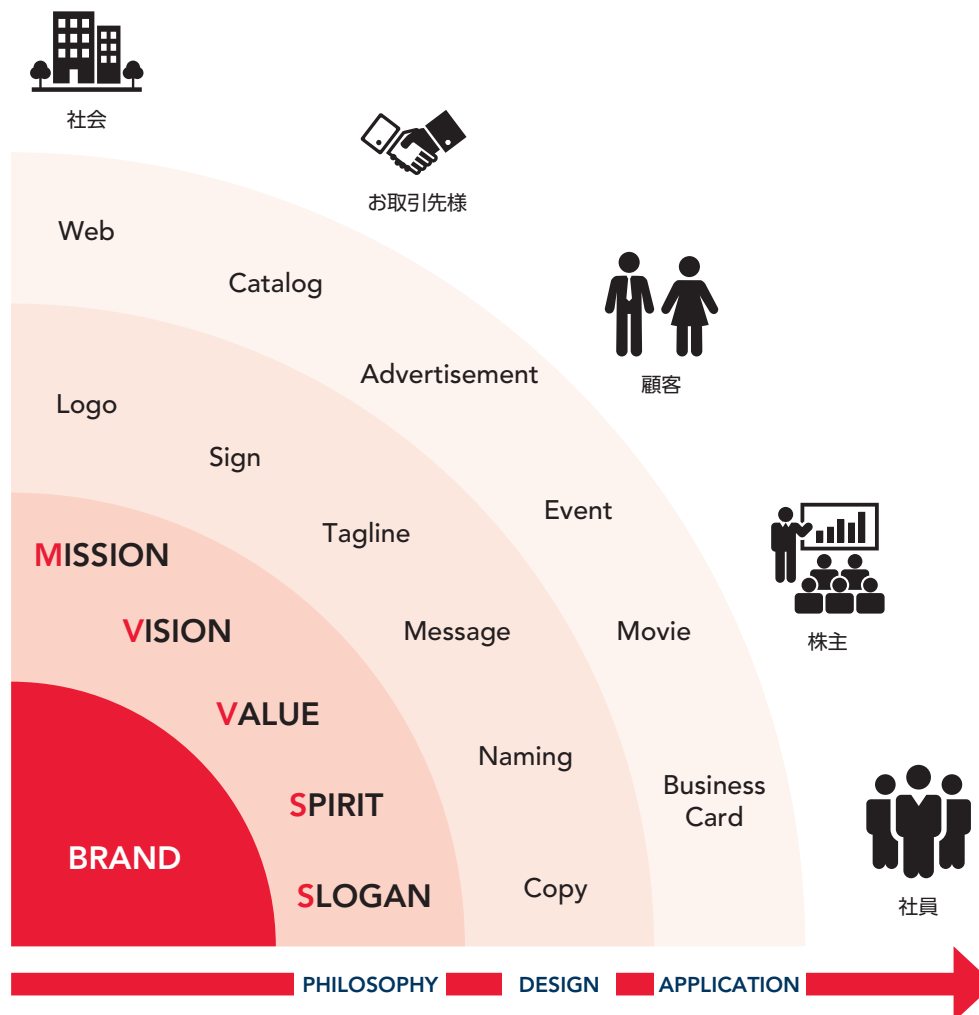 社会
お取引先様
顧客
株主
社員
Web
Catalog
Advertisement
Event
Movie
Business
Card
Logo
Sign
Tagline
Message
Naming
Copy
MISSION
VISION
VALUE
SPIRIT
SLOGAN
BRAND
PHILOSOPHY
DESIGN
APPLICATION